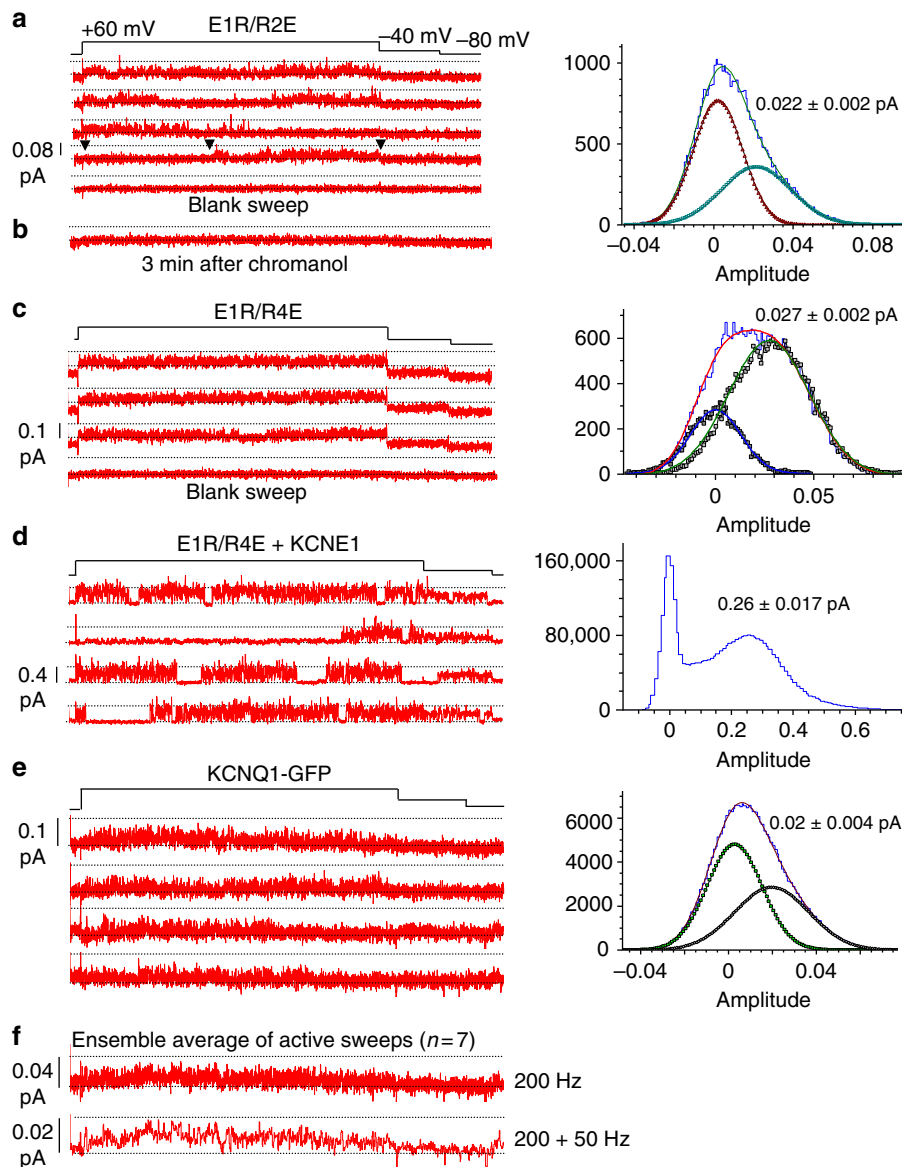 a
+60 mV
E1R/R2E
–40 mV
–80 mV
0.08
pA
Blank sweep
1000
500
0
0.022 ± 0.002 pA
–0.04
0
0.04
0.08
Amplitude
b
3 min after chromanol
c
E1R/R4E
0.1
pA
Blank sweep
600
400
200
0
0.027 ± 0.002 pA
0
0.05
Amplitude
d
E1R/R4E + KCNE1
0.4
pA
160,000
80,000
0
0.26 ± 0.017 pA
0
0.2
0.4
0.6
Amplitude
e
KCNQ1-GFP
0.1
pA
6000
4000
2000
0
0.02 ± 0.004 pA
–0.04
0
0.04
Amplitude
f
Ensemble average of active sweeps (n=7)
0.04
pA
200 Hz
0.02
pA
200 + 50 Hz